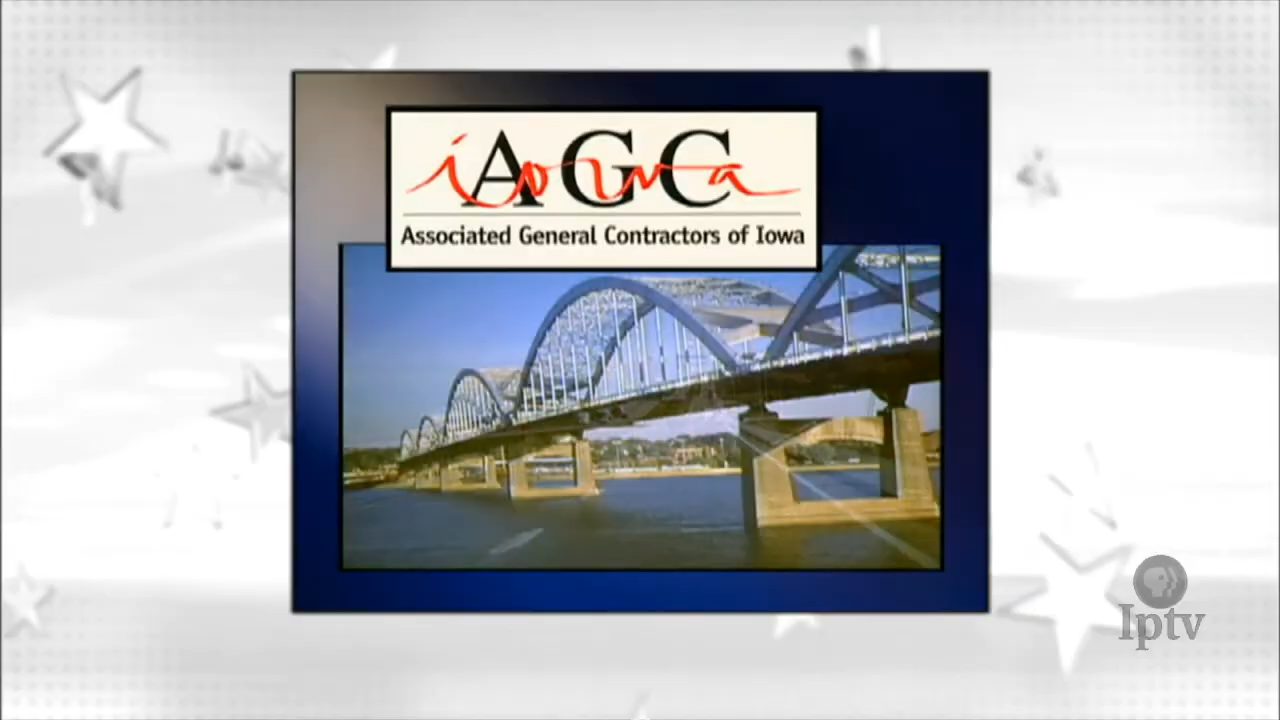 AGC
iowa
Associated General Contractors of Iowa
Iptv